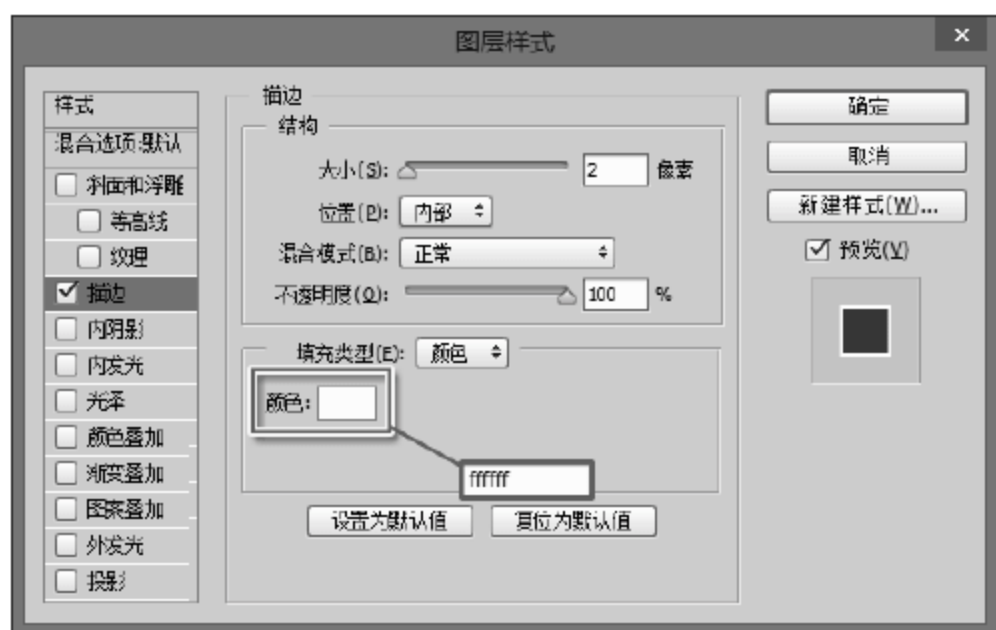 图层样式
样式
混合选项:默认
斜面和浮雕
等高线
纹理
描边
内阴影
内发光
光泽
颜色叠加
渐变叠加
图案叠加
外发光
投影
描边
结构
大小(S): 2 像素
位置(P): 内部
混合模式(B): 正常
不透明度(O): 100 %
填充类型(E): 颜色
颜色:
ffffff
设置为默认值 复位为默认值
确定
取消
新建样式(W)...
预览(V)